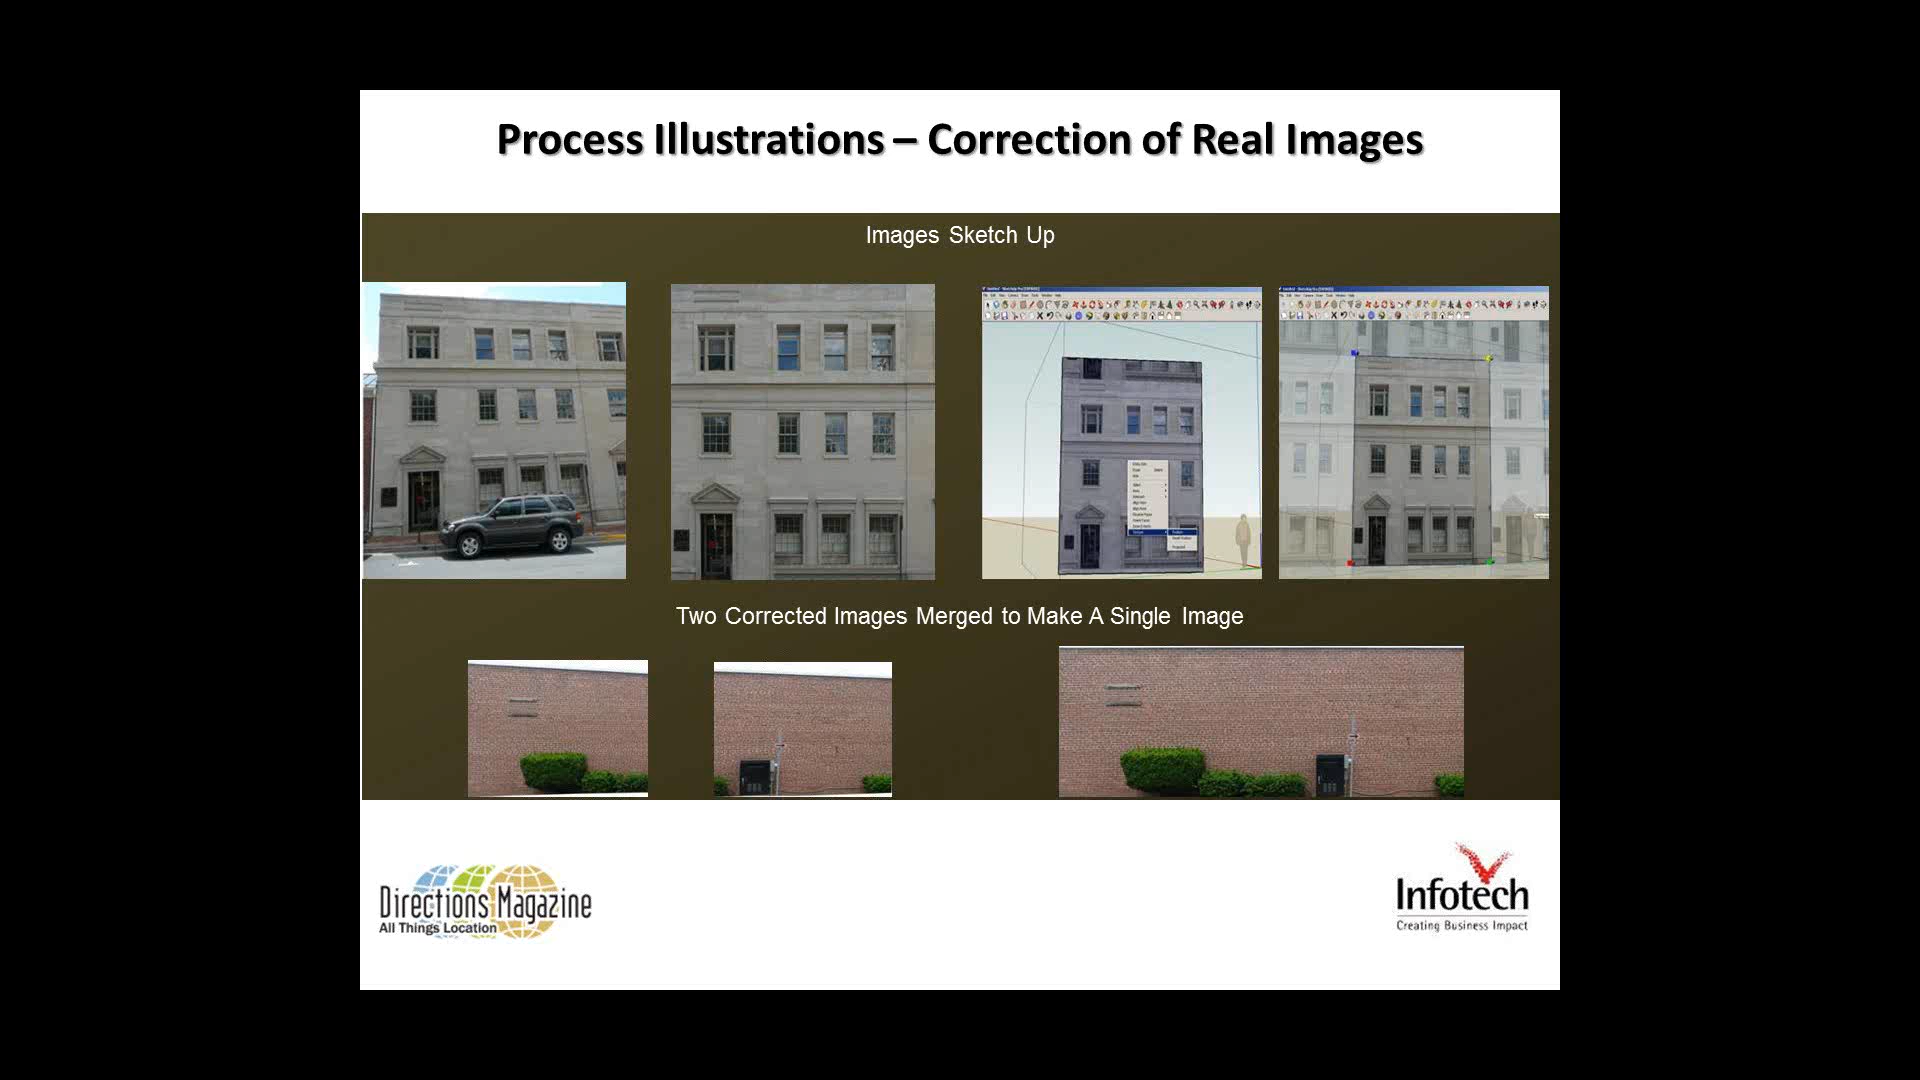 Process Illustrations – Correction of Real Images
Images Sketch Up
Two Corrected Images Merged to Make A Single Image
Directions Magazine
All Things Location
Infotech
Creating Business Impact